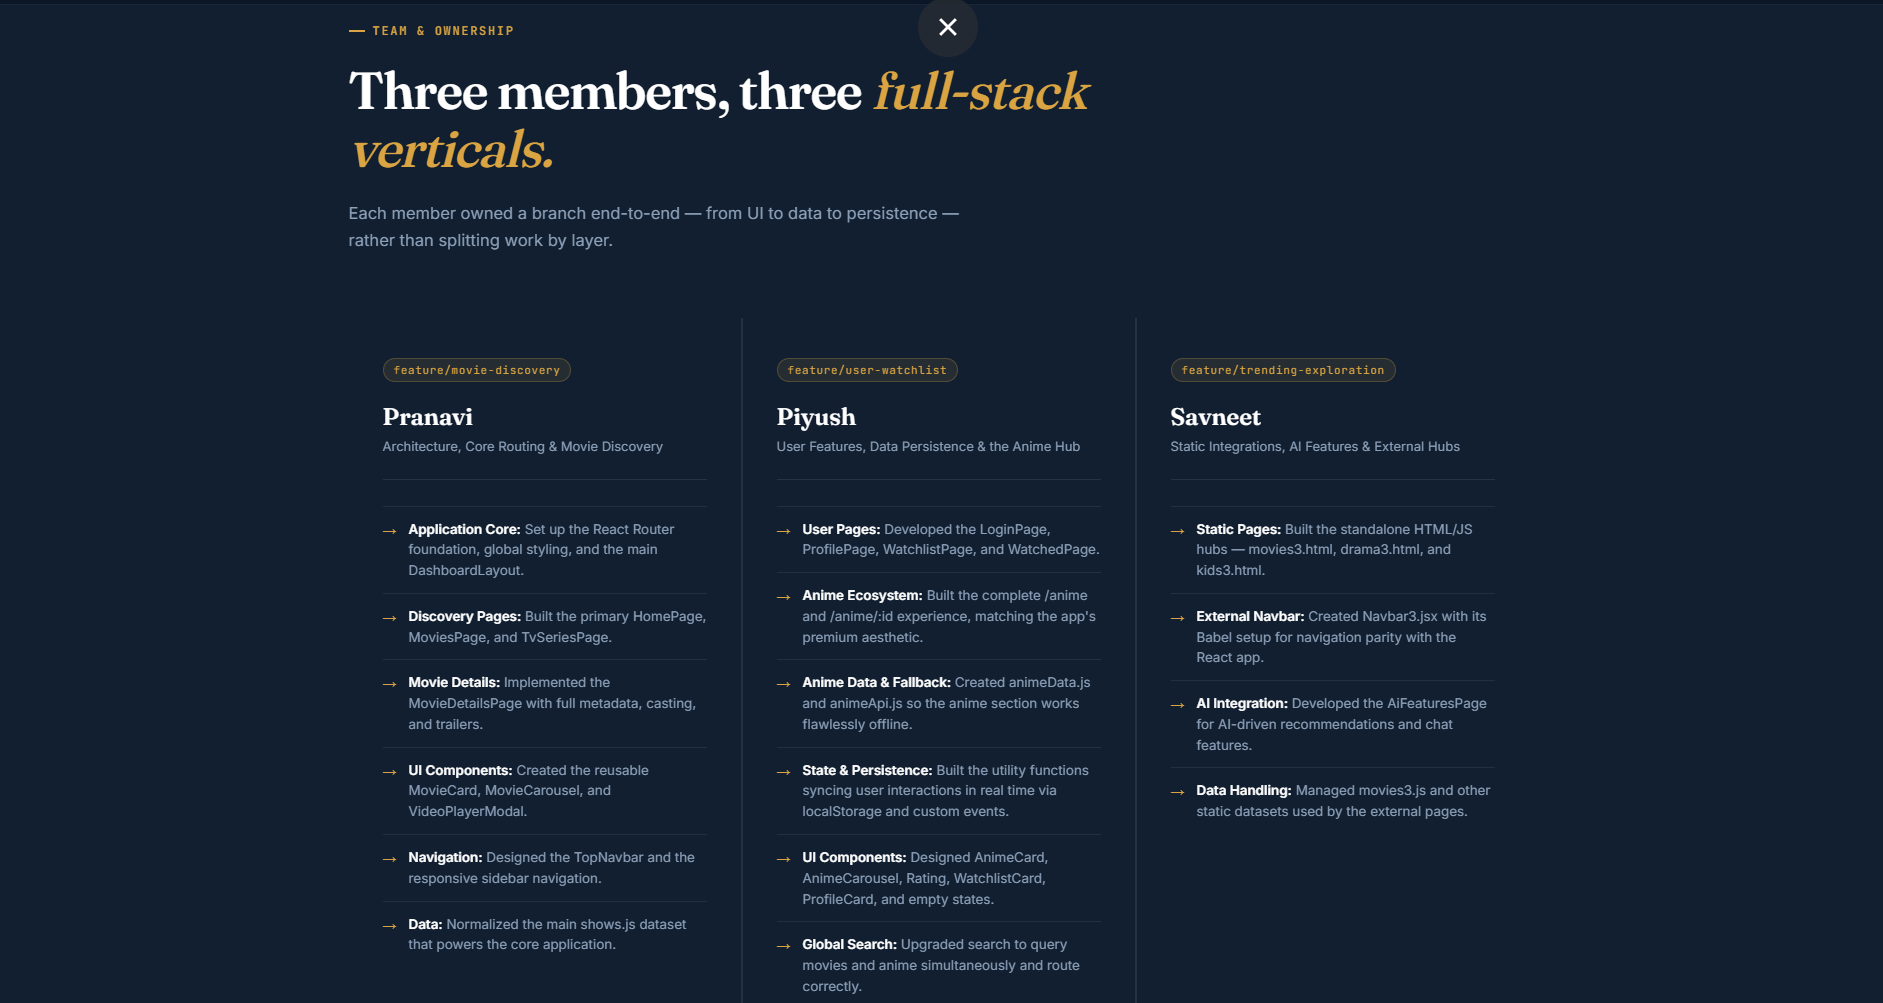 — TEAM & OWNERSHIP
Three members, three full-stack
verticals.
Each member owned a branch end-to-end — from UI to data to persistence —
rather than splitting work by layer.
feature/movie-discovery
Pranavi
Architecture, Core Routing & Movie Discovery
→ Application Core: Set up the React Router
foundation, global styling, and the main
DashboardLayout.
→ Discovery Pages: Built the primary HomePage,
MoviesPage, and TvSeriesPage.
→ Movie Details: Implemented the
MovieDetailsPage with full metadata, casting,
and trailers.
→ UI Components: Created the reusable
MovieCard, MovieCarousel, and
VideoPlayerModal.
→ Navigation: Designed the TopNavbar and the
responsive sidebar navigation.
→ Data: Normalized the main shows.js dataset
that powers the core application.
feature/user-watchlist
Piyush
User Features, Data Persistence & the Anime Hub
→ User Pages: Developed the LoginPage,
ProfilePage, WatchlistPage, and WatchedPage.
→ Anime Ecosystem: Built the complete /anime
and /anime/:id experience, matching the app's
premium aesthetic.
→ Anime Data & Fallback: Created animeData.js
and animeApi.js so the anime section works
flawlessly offline.
→ State & Persistence: Built the utility functions
syncing user interactions in real time via
localStorage and custom events.
→ UI Components: Designed AnimeCard,
AnimeCarousel, Rating, WatchlistCard,
ProfileCard, and empty states.
→ Global Search: Upgraded search to query
movies and anime simultaneously and route
correctly.
feature/trending-exploration
Savneet
Static Integrations, AI Features & External Hubs
→ Static Pages: Built the standalone HTML/JS
hubs — movies3.html, drama3.html, and
kids3.html.
→ External Navbar: Created Navbar3.jsx with its
Babel setup for navigation parity with the
React app.
→ AI Integration: Developed the AiFeaturesPage
for AI-driven recommendations and chat
features.
→ Data Handling: Managed movies3.js and other
static datasets used by the external pages.